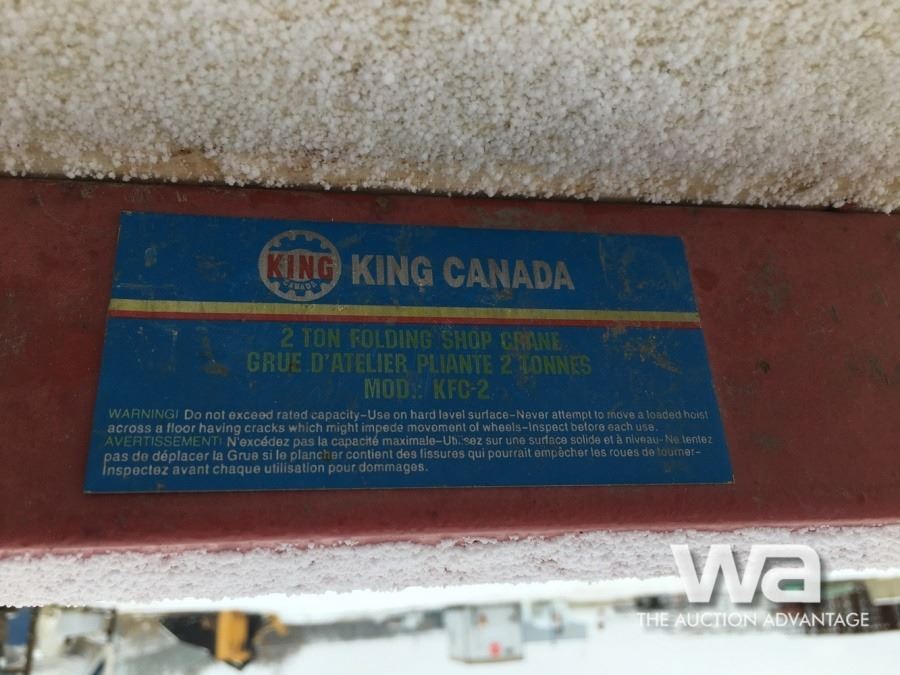 KING
CANADA
KING CANADA
2 TON FOLDING SHOP CRANE
GRUE D'ATELIER PLIANTE 2 TONNES
MOD.: KFC-2
WARNING! Do not exceed rated capacity-Use on hard level surface-Never attempt to move a loaded hoist
across a floor having cracks which might impede movement of wheels-Inspect before each use.
AVERTISSEMENT! N'excédez pas la capacité maximale-Utilisez sur une surface solide et à niveau-Ne tentez
pas de déplacer la Grue si le plancher contient des fissures qui pourrait empêcher les roues de tourner-
Inspectez avant chaque utilisation pour dommages.
wa
THE AUCTION ADVANTAGE